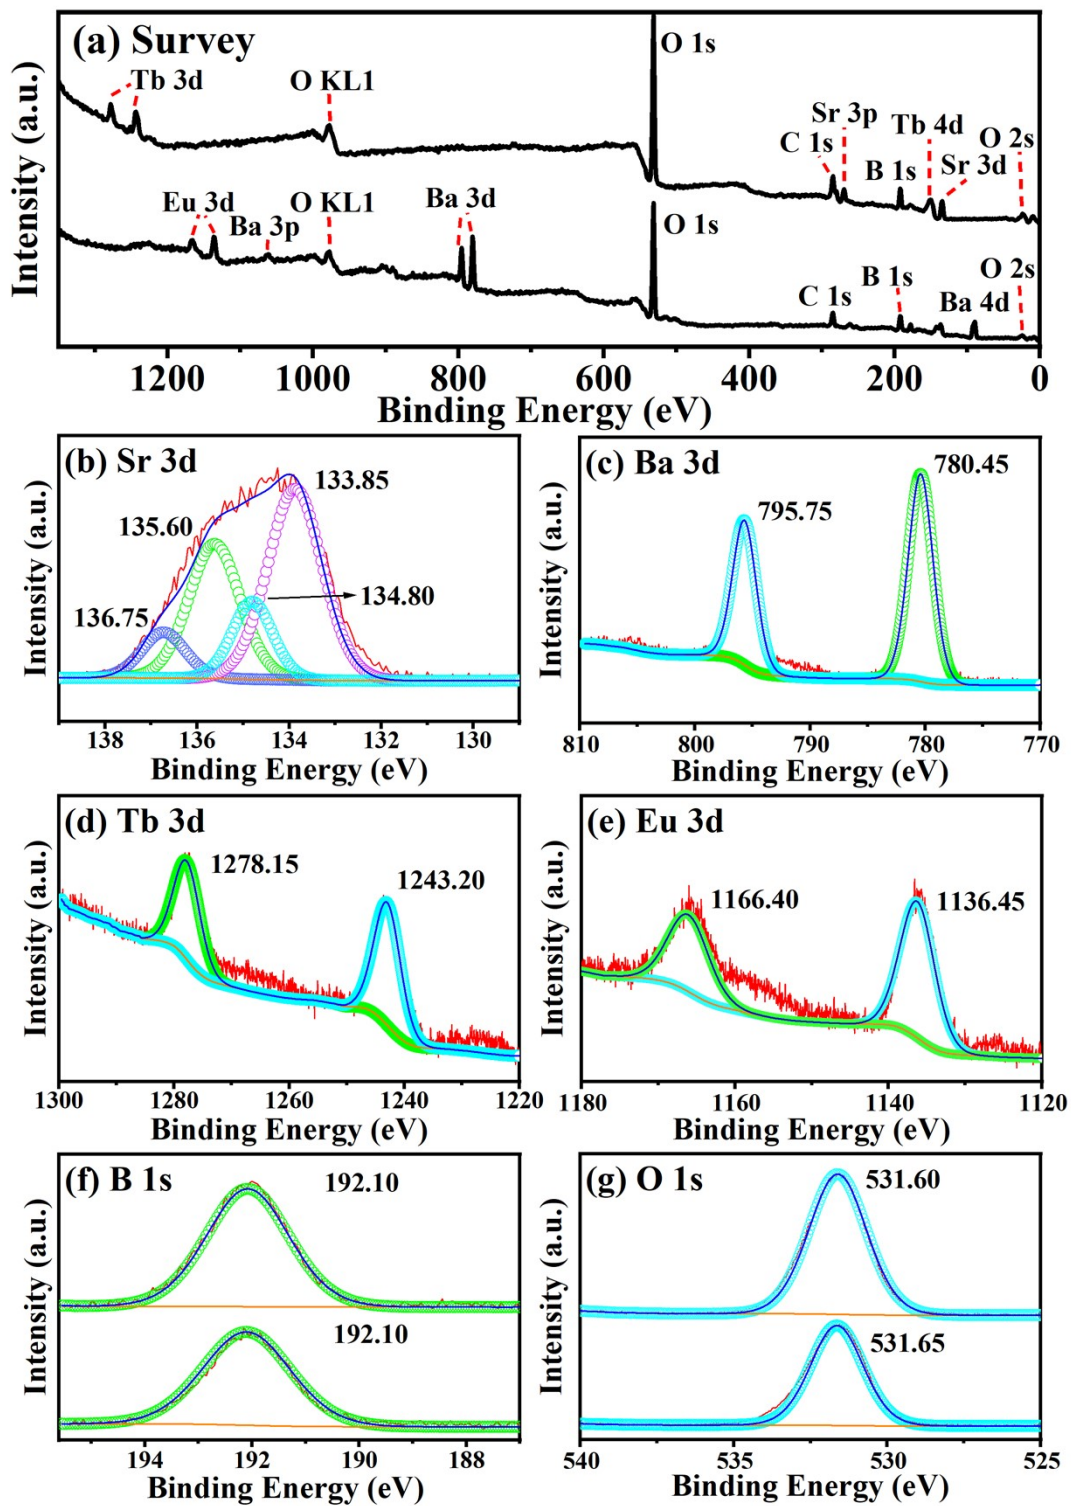 (a) Survey
Tb 3d
O KL1
O 1s
Sr 3p
C 1s
Tb 4d
B 1s
Sr 3d
O 2s
Eu 3d
Ba 3p
O KL1
Ba 3d
O 1s
C 1s
B 1s
Ba 4d
O 2s
Intensity (a.u.)
1200 1000 800 600 400 200 0
Binding Energy (eV)
(b) Sr 3d
133.85
135.60
134.80
136.75
Intensity (a.u.)
138 136 134 132 130
Binding Energy (eV)
(c) Ba 3d
780.45
795.75
Intensity (a.u.)
810 800 790 780 770
Binding Energy (eV)
(d) Tb 3d
1278.15
1243.20
Intensity (a.u.)
1300 1280 1260 1240 1220
Binding Energy (eV)
(e) Eu 3d
1166.40
1136.45
Intensity (a.u.)
1180 1160 1140 1120
Binding Energy (eV)
(f) B 1s
192.10
192.10
Intensity (a.u.)
194 192 190 188
Binding Energy (eV)
(g) O 1s
531.60
531.65
Intensity (a.u.)
540 535 530 525
Binding Energy (eV)